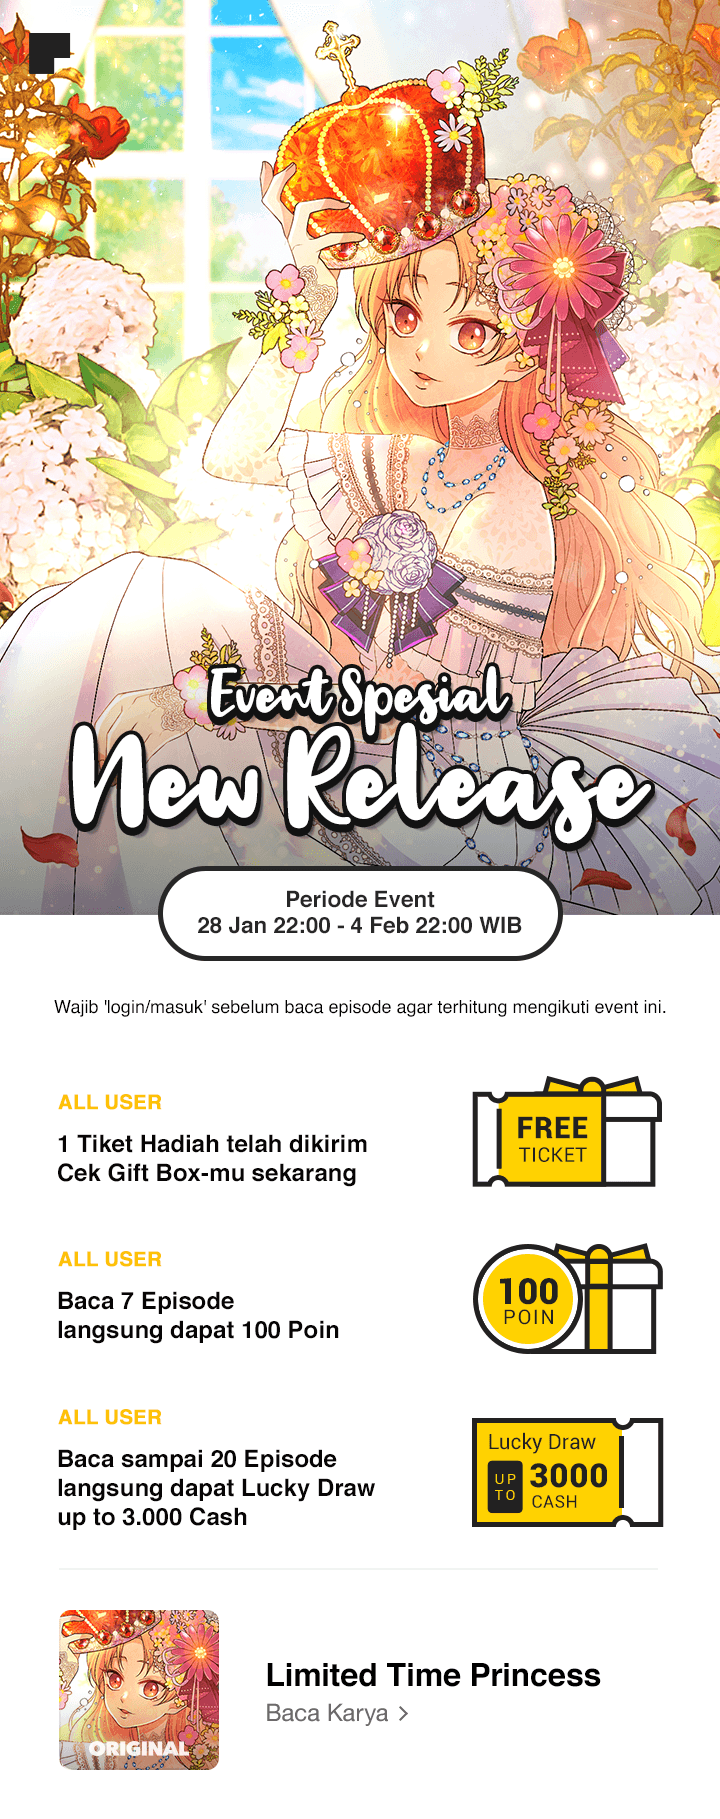 Event Spesial
New Release
Periode Event
28 Jan 22:00 - 4 Feb 22:00 WIB
Wajib 'login/masuk' sebelum baca episode agar terhitung mengikuti event ini.
ALL USER
1 Tiket Hadiah telah dikirim
Cek Gift Box-mu sekarang
FREE
TICKET
ALL USER
Baca 7 Episode
langsung dapat 100 Poin
100
POIN
ALL USER
Baca sampai 20 Episode
langsung dapat Lucky Draw
up to 3.000 Cash
Lucky Draw
UP
TO
3000
CASH
ORIGINAL
Limited Time Princess
Baca Karya >